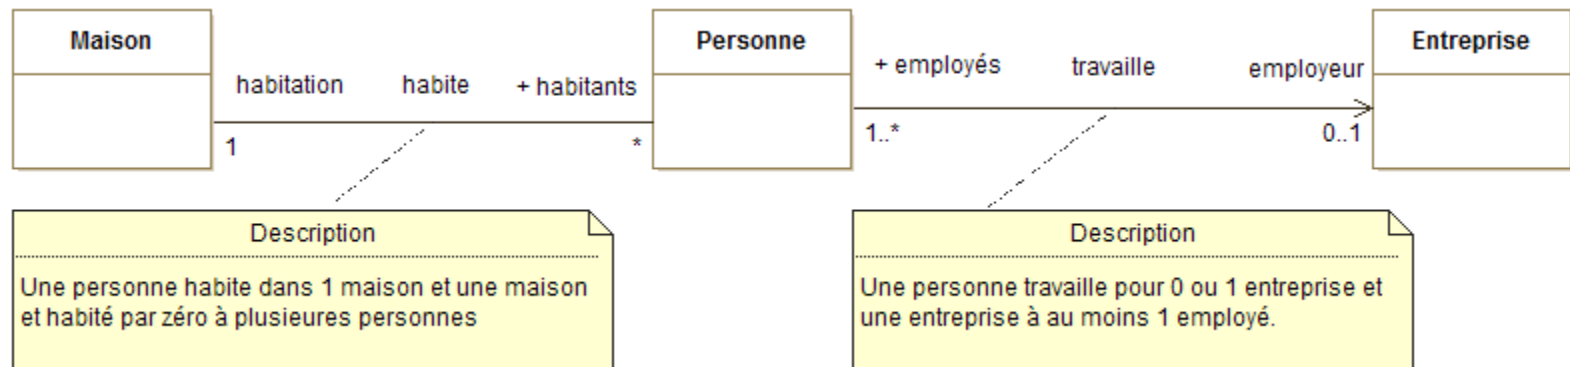 Maison
Personne
Entreprise
habitation habite + habitants
+ employés travaille employeur
1 *
1..* 0..1
Description
Une personne habite dans 1 maison et une maison
et habité par zéro à plusieures personnes
Description
Une personne travaille pour 0 ou 1 entreprise et
une entreprise à au moins 1 employé.